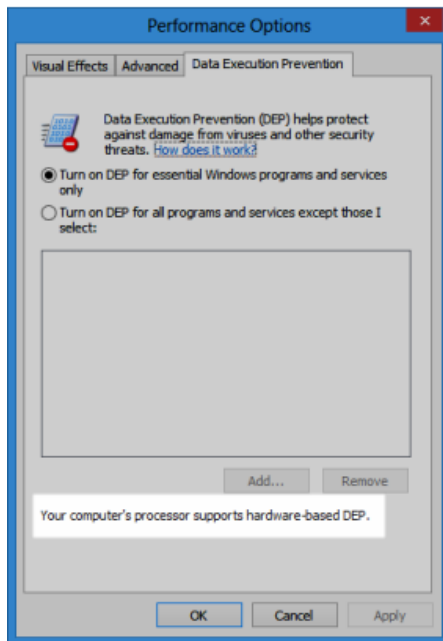 Performance Options
Visual Effects Advanced Data Execution Prevention
Data Execution Prevention (DEP) helps protect
against damage from viruses and other security
threats. How does it work?
Turn on DEP for essential Windows programs and services
only
Turn on DEP for all programs and services except those I
select:
Add... Remove
Your computer's processor supports hardware-based DEP.
OK Cancel Apply